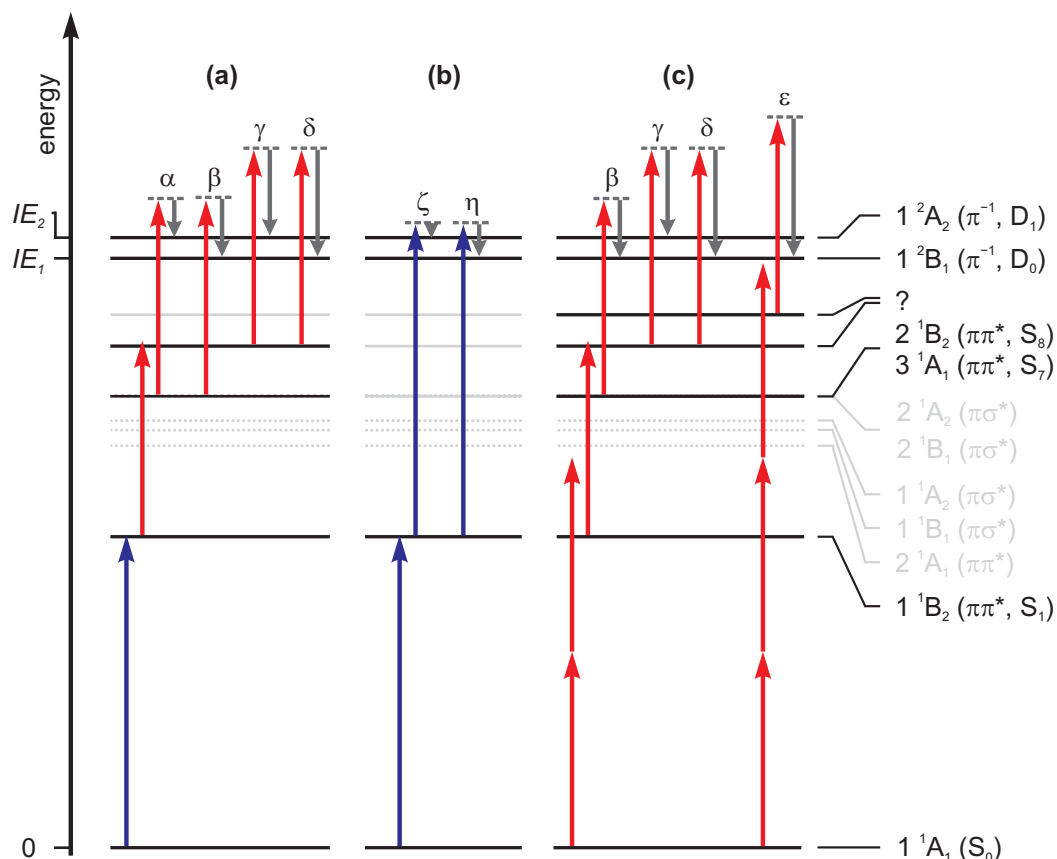 energy
(a)
(b)
(c)
α
β
γ
δ
ζ
η
β
γ
δ
ε
IE₂
IE₁
0
1 ²A₂ (π⁻¹, D₁)
1 ²B₁ (π⁻¹, D₀)
?
2 ¹B₂ (ππ*, S₈)
3 ¹A₁ (ππ*, S₇)
2 ¹A₂ (πσ*)
2 ¹B₁ (πσ*)
1 ¹A₂ (πσ*)
1 ¹B₁ (πσ*)
2 ¹A₁ (ππ*)
1 ¹B₂ (ππ*, S₁)
1 ¹A₁ (S₀)